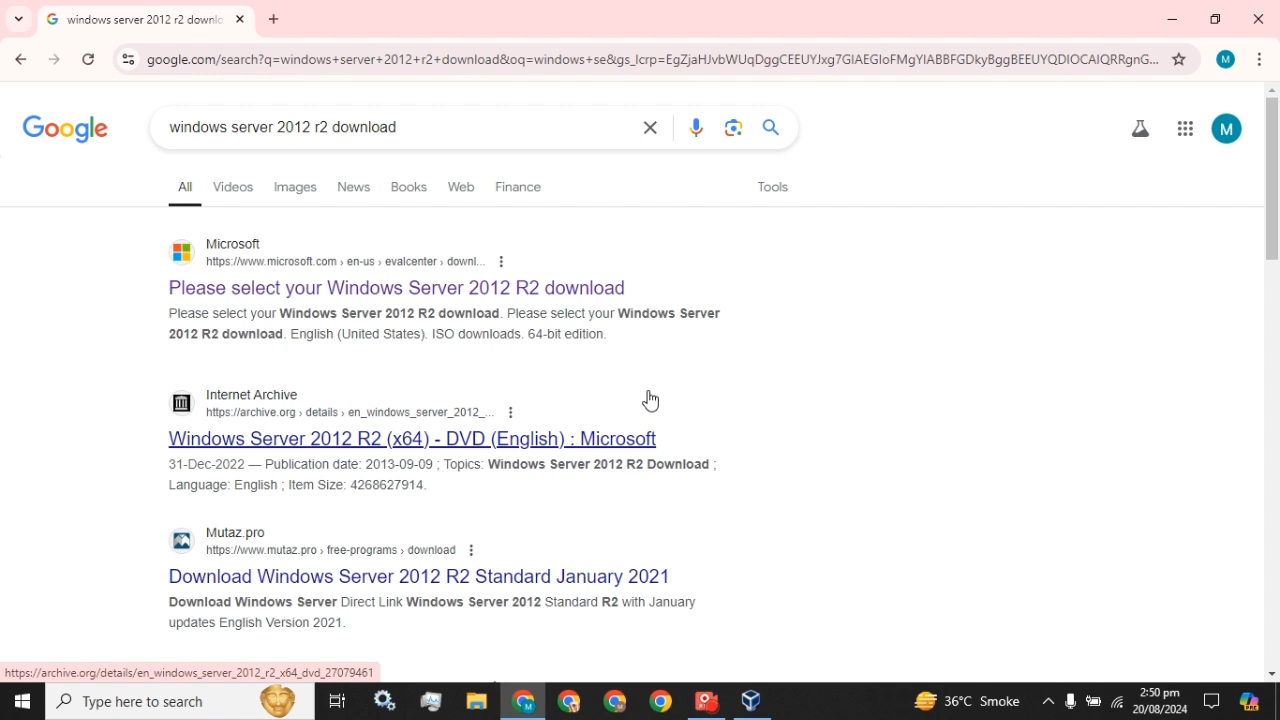 windows server 2012 r2 downlo
google.com/search?q=windows+server+2012+r2+download&oq=windows+se&gs_lcrp=EgZjaHJvbWUqDggCEEUYJxg7GIAEGIoFMgYIABBFGDkyBggBEEUYQDIOCAIQRRgnG...
M
Google
windows server 2012 r2 download
M
All
Videos
Images
News
Books
Web
Finance
Tools
Microsoft
https://www.microsoft.com › en-us › evalcenter › downl...
Please select your Windows Server 2012 R2 download
Please select your Windows Server 2012 R2 download. Please select your Windows Server
2012 R2 download. English (United States). ISO downloads. 64-bit edition.
Internet Archive
https://archive.org › details › en_windows_server_2012_...
Windows Server 2012 R2 (x64) - DVD (English) : Microsoft
31-Dec-2022 — Publication date: 2013-09-09 ; Topics: Windows Server 2012 R2 Download ;
Language: English ; Item Size: 4268627914.
Mutaz.pro
https://www.mutaz.pro › free-programs › download
Download Windows Server 2012 R2 Standard January 2021
Download Windows Server Direct Link Windows Server 2012 Standard R2 with January
updates English Version 2021.
https://archive.org/details/en_windows_server_2012_r2_x64_dvd_27079461
Type here to search
36°C Smoke
2:50 pm
20/08/2024